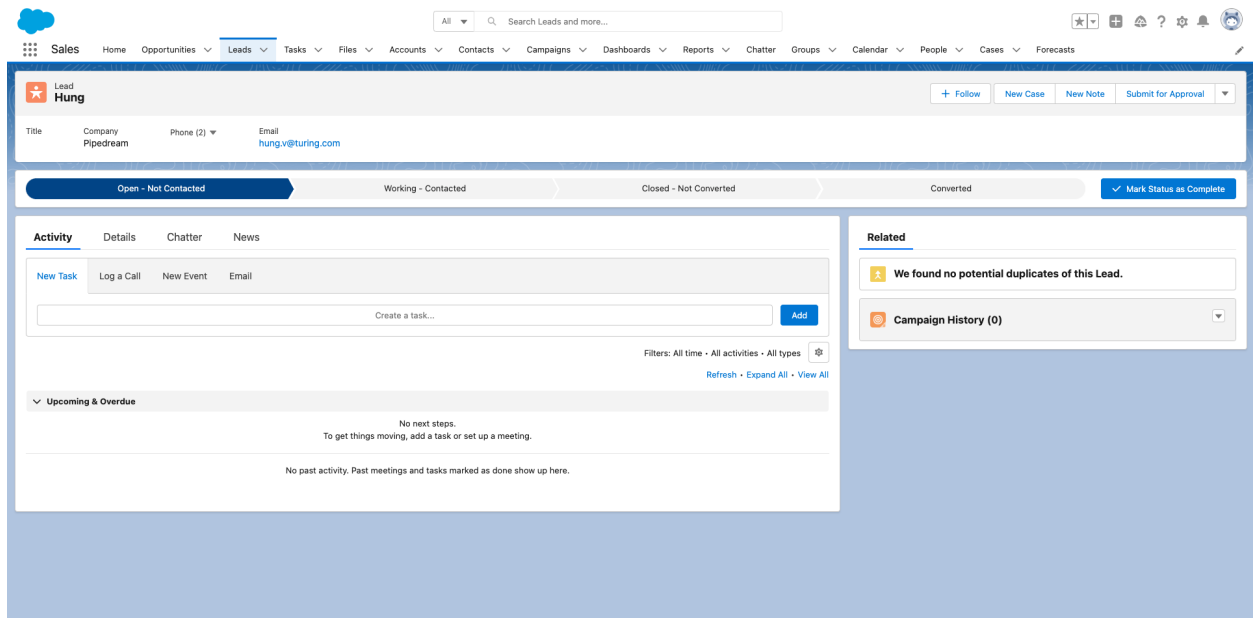 All
Search Leads and more...
Sales
Home
Opportunities
Leads
Tasks
Files
Accounts
Contacts
Campaigns
Dashboards
Reports
Chatter
Groups
Calendar
People
Cases
Forecasts
Lead
Hung
+ Follow
New Case
New Note
Submit for Approval
Title
Company
Phone (2)
Email
Pipedream
hung.v@turing.com
Open - Not Contacted
Working - Contacted
Closed - Not Converted
Converted
Mark Status as Complete
Activity
Details
Chatter
News
New Task
Log a Call
New Event
Email
Create a task...
Add
Filters: All time • All activities • All types
Refresh • Expand All • View All
Upcoming & Overdue
No next steps.
To get things moving, add a task or set up a meeting.
No past activity. Past meetings and tasks marked as done show up here.
Related
We found no potential duplicates of this Lead.
Campaign History (0)